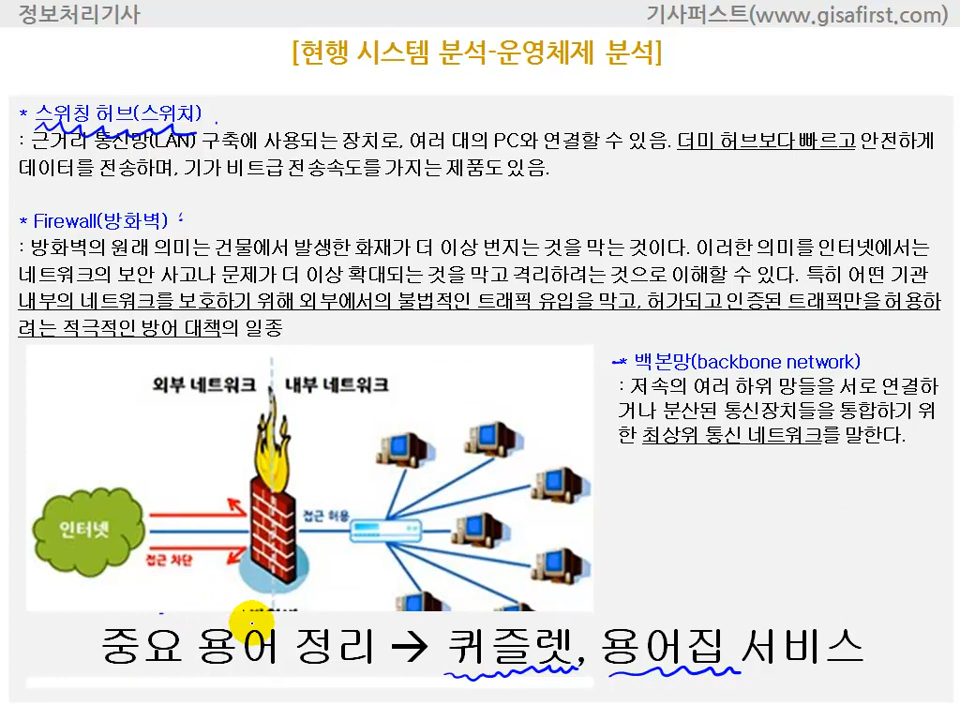 정보처리기사
기사퍼스트(www.gisafirst.com)
[현행 시스템 분석-운영체제 분석]
* 스위칭 허브(스위치)
: 근거리 통신망(LAN) 구축에 사용되는 장치로, 여러 대의 PC와 연결할 수 있음. 더미 허브보다 빠르고 안전하게
데이터를 전송하며, 기가 비트급 전송속도를 가지는 제품도 있음.
* Firewall(방화벽)
: 방화벽의 원래 의미는 건물에서 발생한 화재가 더 이상 번지는 것을 막는 것이다. 이러한 의미를 인터넷에서는
네트워크의 보안 사고나 문제가 더 이상 확대되는 것을 막고 격리하려는 것으로 이해할 수 있다. 특히 어떤 기관
내부의 네트워크를 보호하기 위해 외부에서의 불법적인 트래픽 유입을 막고, 허가되고 인증된 트래픽만을 허용하
려는 적극적인 방어 대책의 일종
외부 네트워크 내부 네트워크
인터넷
접근 허용
접근 차단
* 백본망(backbone network)
: 저속의 여러 하위 망들을 서로 연결하
거나 분산된 통신장치들을 통합하기 위
한 최상위 통신 네트워크를 말한다.
중요 용어 정리 → 퀴즐렛, 용어집 서비스